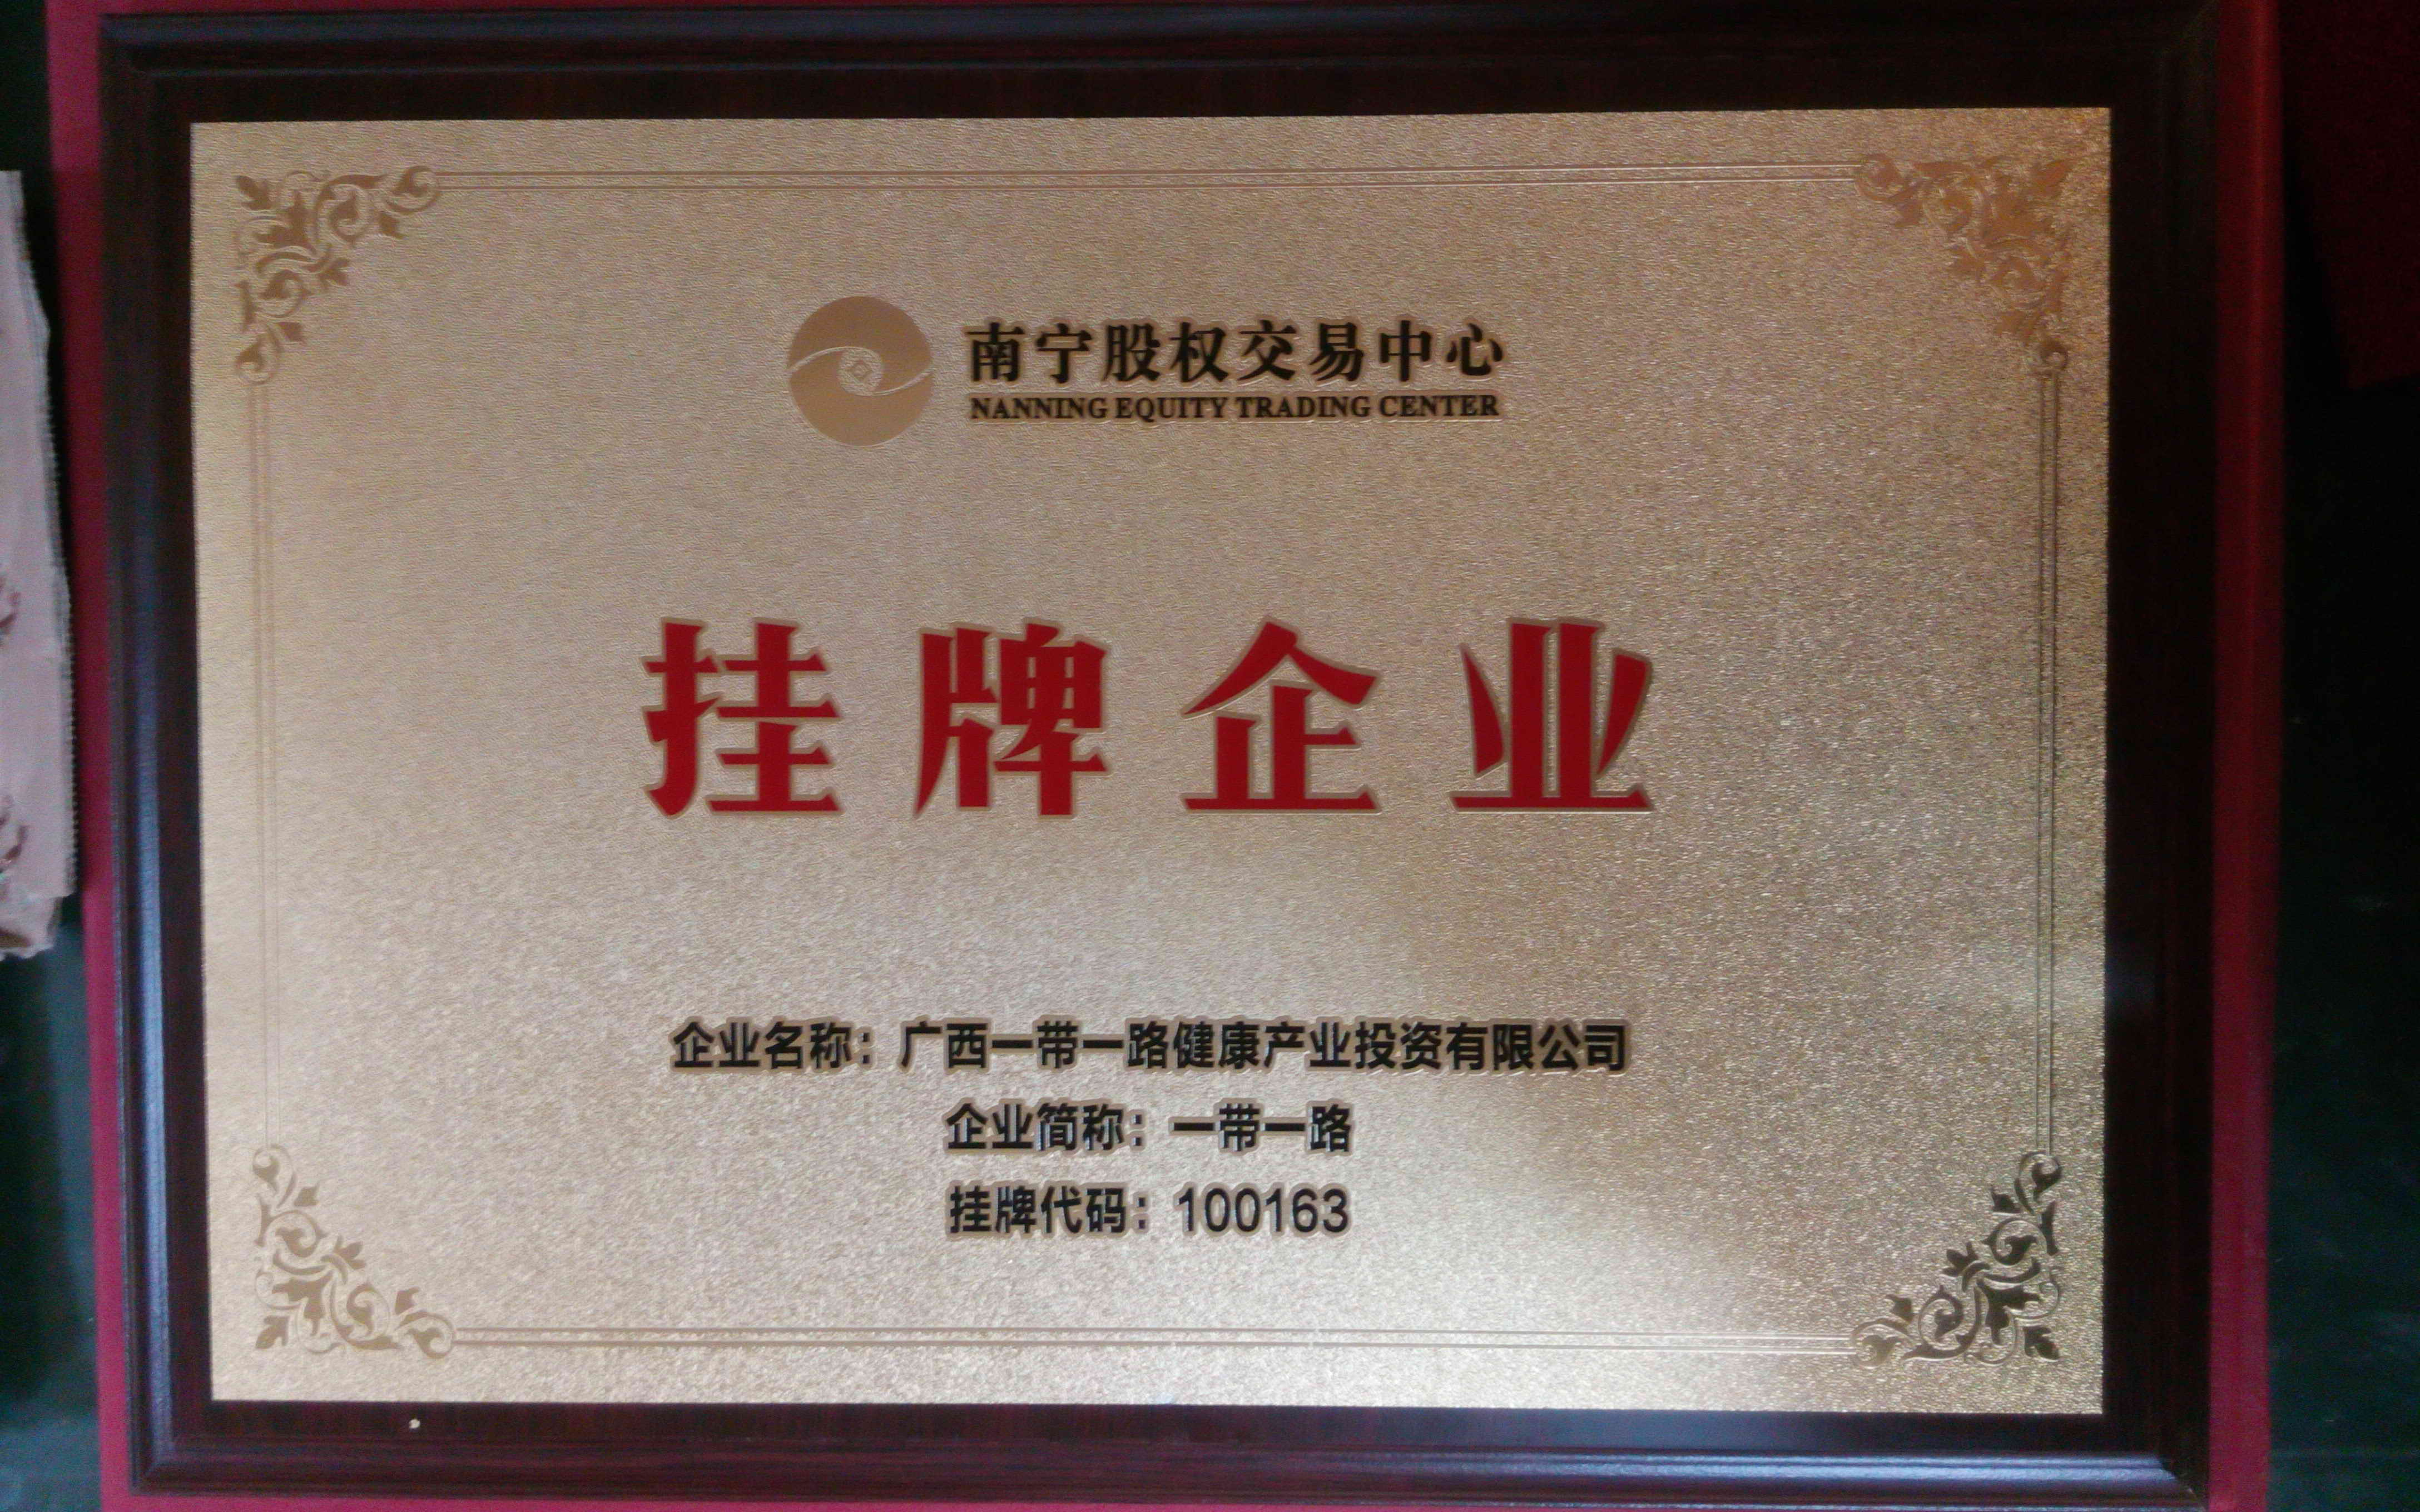 南宁股权交易中心
NANNING EQUITY TRADING CENTER
挂牌企业
企业名称：广西一带一路健康产业投资有限公司
企业简称：一带一路
挂牌代码：100163